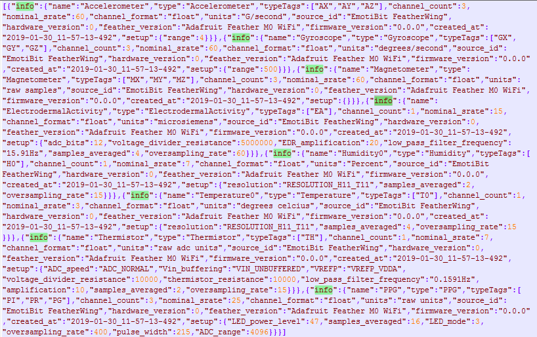 [{"info":{"name":"Accelerometer","type":"Accelerometer","typeTags":["AX","AY","AZ"],"channel_count":3,
"nominal_srate":60,"channel_format":"float","units":"G/second","source_id":"EmotiBit FeatherWing",
"hardware_version":0,"feather_version":"Adafruit Feather M0 WiFi","firmware_version":"0.0.0","created_at":
"2019-01-30_11-57-13-492","setup":{"range":4}}},{"info":{"name":"Gyroscope","type":"Gyroscope","typeTags":["GX",
"GY","GZ"],"channel_count":3,"nominal_srate":60,"channel_format":"float","units":"degrees/second","source_id":
"EmotiBit FeatherWing","hardware_version":0,"feather_version":"Adafruit Feather M0 WiFi","firmware_version":"0.0.0"
,"created_at":"2019-01-30_11-57-13-492","setup":{"range":500}}},{"info":{"name":"Magnetometer","type":
"Magnetometer","typeTags":["MX","MY","MZ"],"channel_count":3,"nominal_srate":60,"channel_format":"float","units":
"raw samples","source_id":"EmotiBit FeatherWing","hardware_version":0,"feather_version":"Adafruit Feather M0 WiFi",
"firmware_version":"0.0.0","created_at":"2019-01-30_11-57-13-492","setup":{}}},{"info":{"name":
"ElectrodermalActivity","type":"ElectrodermalActivity","typeTags":["EA"],"channel_count":1,"nominal_srate":15,
"channel_format":"float","units":"microsiemens","source_id":"EmotiBit FeatherWing","hardware_version":0,
"feather_version":"Adafruit Feather M0 WiFi","firmware_version":"0.0.0","created_at":"2019-01-30_11-57-13-492",
"setup":{"adc_bits":12,"voltage_divider_resistance":5000000,"EDR_amplification":20,"low_pass_filter_frequency":
"15.91Hz","samples_averaged":4,"oversampling_rate":60}}},{"info":{"name":"Humidity0","type":"Humidity","typeTags":[
"H0"],"channel_count":1,"nominal_srate":7,"channel_format":"float","units":"Percent","source_id":"EmotiBit
FeatherWing","hardware_version":0,"feather_version":"Adafruit Feather M0 WiFi","firmware_version":"0.0.0",
"created_at":"2019-01-30_11-57-13-492","setup":{"resolution":"RESOLUTION_H11_T11","samples_averaged":2,
"oversampling_rate":15}}},{"info":{"name":"Temperature0","type":"Temperature","typeTags":["T0"],"channel_count":1,
"nominal_srate":3,"channel_format":"float","units":"degrees celcius","source_id":"EmotiBit FeatherWing",
"hardware_version":0,"feather_version":"Adafruit Feather M0 WiFi","firmware_version":"0.0.0","created_at":
"2019-01-30_11-57-13-492","setup":{"resolution":"RESOLUTION_H11_T11","samples_averaged":4,"oversampling_rate":15
}}},{"info":{"name":"Thermistor","type":"Thermistor","typeTags":["TH"],"channel_count":1,"nominal_srate":7,
"channel_format":"float","units":"raw adc units","source_id":"EmotiBit FeatherWing","hardware_version":0,
"feather_version":"Adafruit Feather M0 WiFi","firmware_version":"0.0.0","created_at":"2019-01-30_11-57-13-492",
"setup":{"ADC_speed":"ADC_NORMAL","Vin_buffering":"VIN_UNBUFFERED","VREFP":"VREFP_VDDA",
"voltage_divider_resistance":10000,"thermistor_resistance":10000,"low_pass_filter_frequency":"0.1591Hz",
"amplification":10,"samples_averaged":2,"oversampling_rate":15}}},{"info":{"name":"PPG","type":"PPG","typeTags":[
"PI","PR","PG"],"channel_count":3,"nominal_srate":25,"channel_format":"float","units":"raw units","source_id":
"EmotiBit FeatherWing","hardware_version":0,"feather_version":"Adafruit Feather M0 WiFi","firmware_version":"0.0.0"
,"created_at":"2019-01-30_11-57-13-492","setup":{"LED_power_level":47,"samples_averaged":16,"LED_mode":3,
"oversampling_rate":400,"pulse_width":215,"ADC_range":4096}}}]